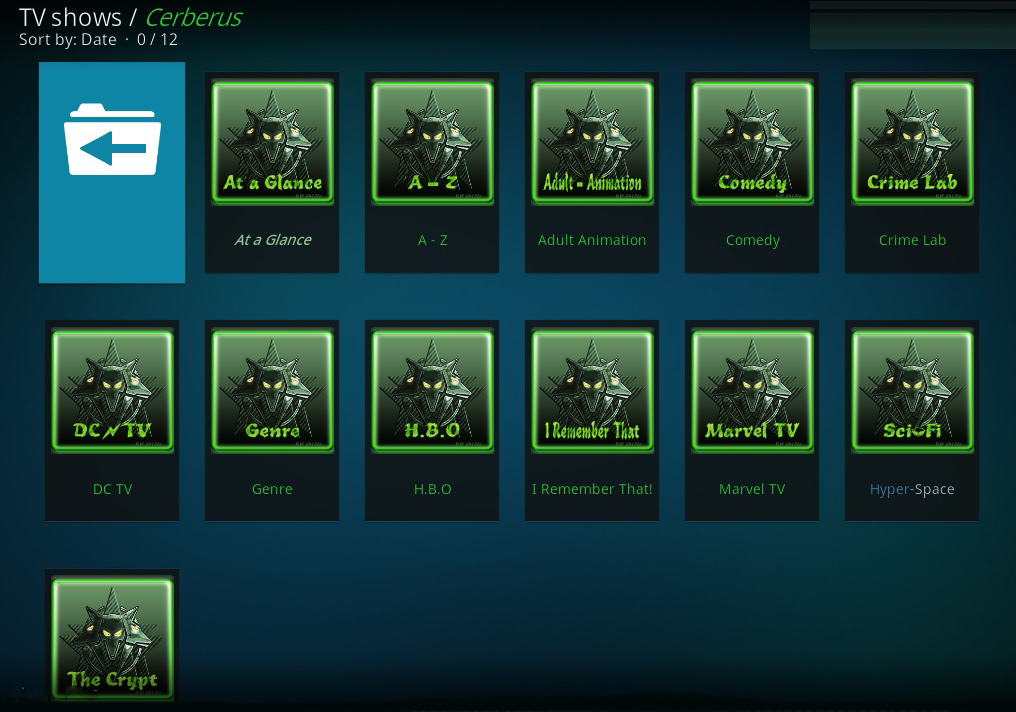 TV shows / Cerberus
Sort by: Date · 0 / 12
At a Glance
A - Z
Adult - Animation
Comedy
Crime Lab
At a Glance
A - Z
Adult Animation
Comedy
Crime Lab
DC TV
Genre
H.B.O
I Remember That
Marvel TV
Sci-Fi
DC TV
Genre
H.B.O
I Remember That!
Marvel TV
Hyper-Space
The Crypt